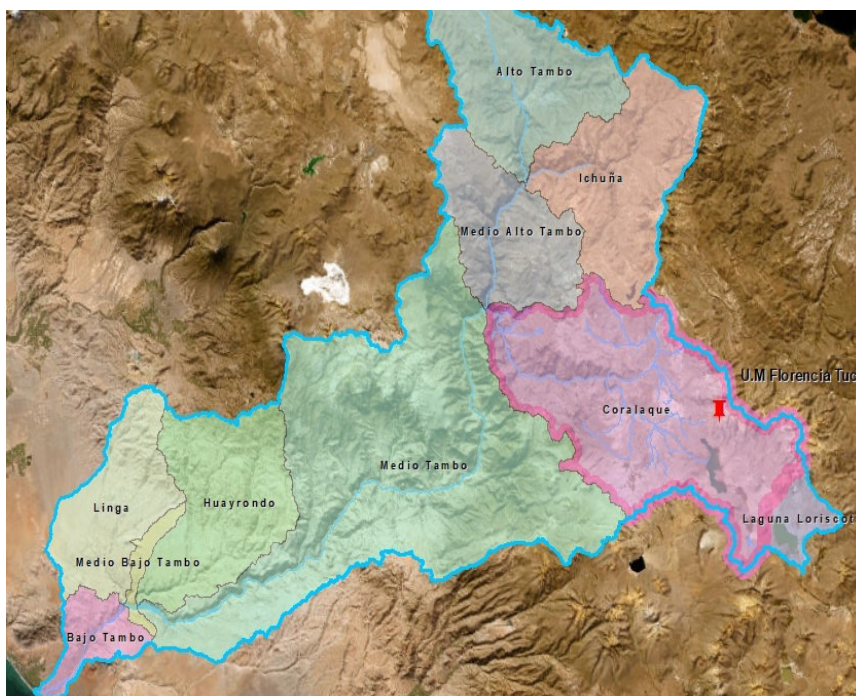 Alto Tambo
Ichuña
Medio Alto Tambo
U.M Florencia Tuc
Coralaque
Medio Tambo
Huayrondo
Linga
Laguna Loriscot
Medio Bajo Tambo
Bajo Tambo